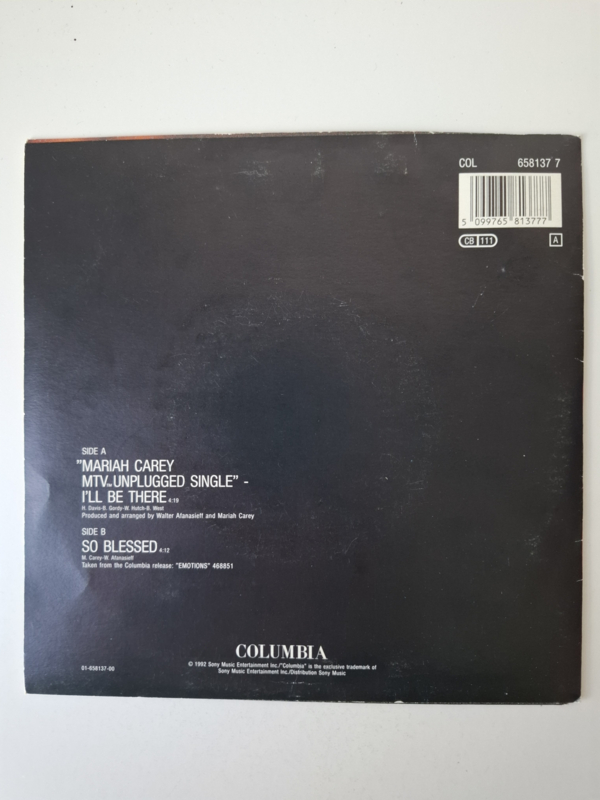 COL 658137 7
5 099765 813777
CB 111
A
SIDE A
"MARIAH CAREY
MTV™ UNPLUGGED SINGLE" -
I'LL BE THERE 4:19
H. Davis-B. Gordy-W. Hutch-B. West
Produced and arranged by Walter Afanasieff and Mariah Carey
SIDE B
SO BLESSED 4:12
M. Carey-W. Afanasieff
Taken from the Columbia release: "EMOTIONS" 468851
COLUMBIA
01-658137-00
© 1992 Sony Music Entertainment Inc./"Columbia" is the exclusive trademark of
Sony Music Entertainment Inc./Distribution Sony Music